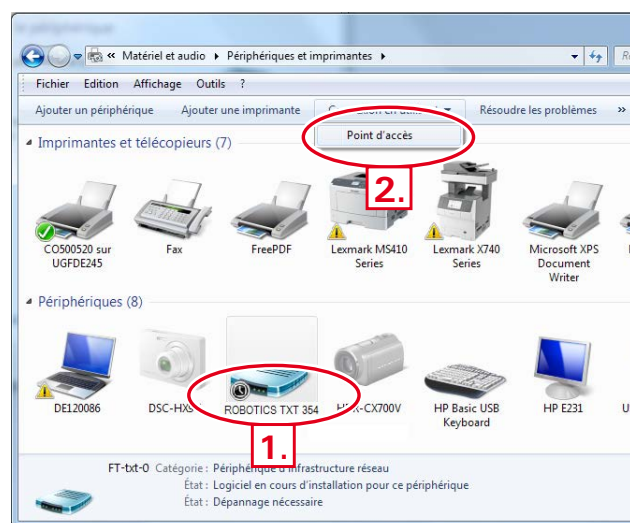 « Matériel et audio ▸ Périphériques et imprimantes ▸
Fichier Edition Affichage Outils ?
Ajouter un périphérique Ajouter une imprimante Résoudre les problèmes »
Point d'accès
2.
Imprimantes et télécopieurs (7)
CO500520 sur UGFDE245
Fax
FreePDF
Lexmark MS410 Series
Lexmark X740 Series
Microsoft XPS Document Writer
Périphériques (8)
DE120086
ROBOTICS TXT 354
HP Basic USB Keyboard
HP E231
1.
FT-txt-0 Catégorie : Périphérique d'infrastructure réseau
État : Logiciel en cours d'installation pour ce périphérique
État : Dépannage nécessaire